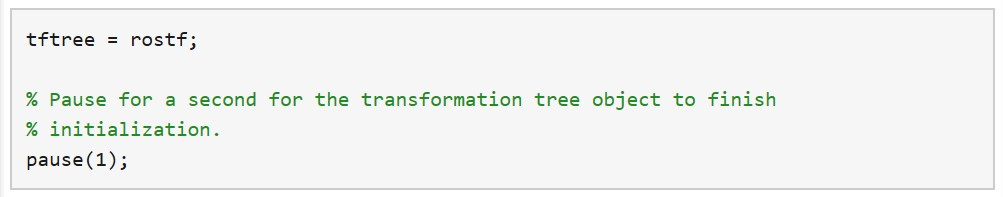 tftree = rostf;
% Pause for a second for the transformation tree object to finish
% initialization.
pause(1);